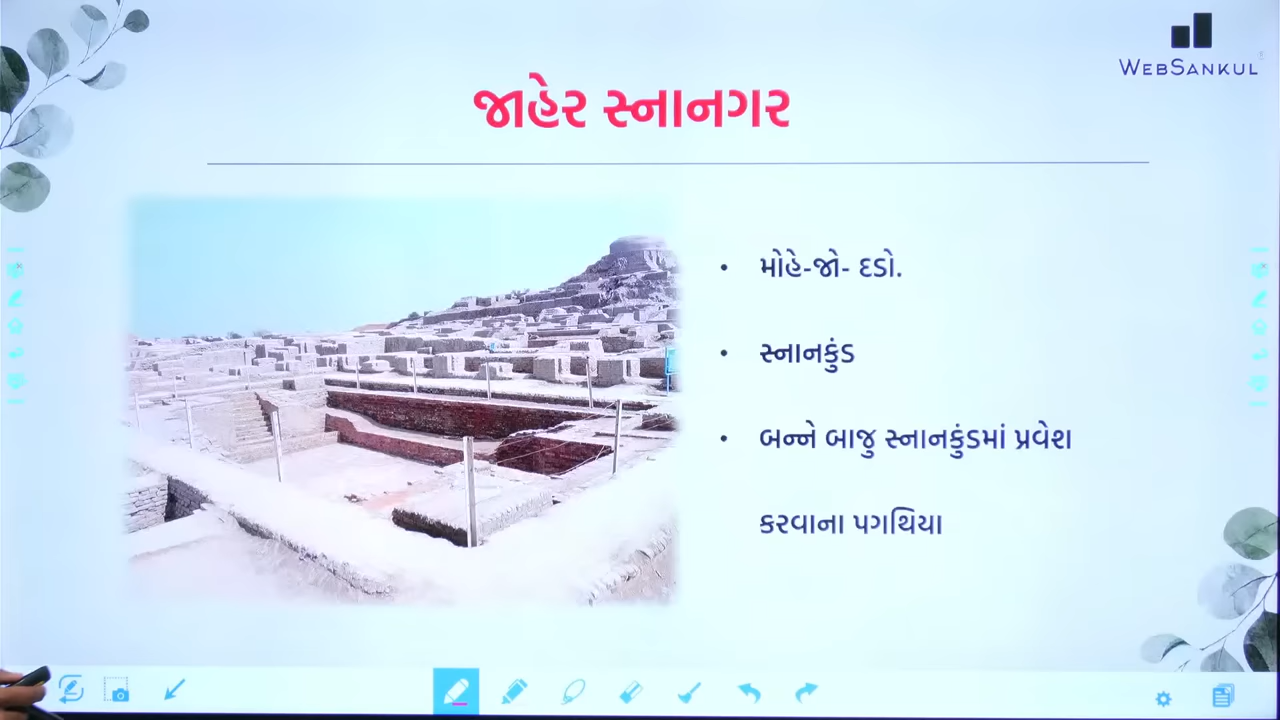 WEBSANKUL
જાહેર સ્નાનગર
• મોહે-જો- દડો.
• સ્નાનકુંડ
• બન્ને બાજુ સ્નાનકુંડમાં પ્રવેશ
કરવાના પગથિયા